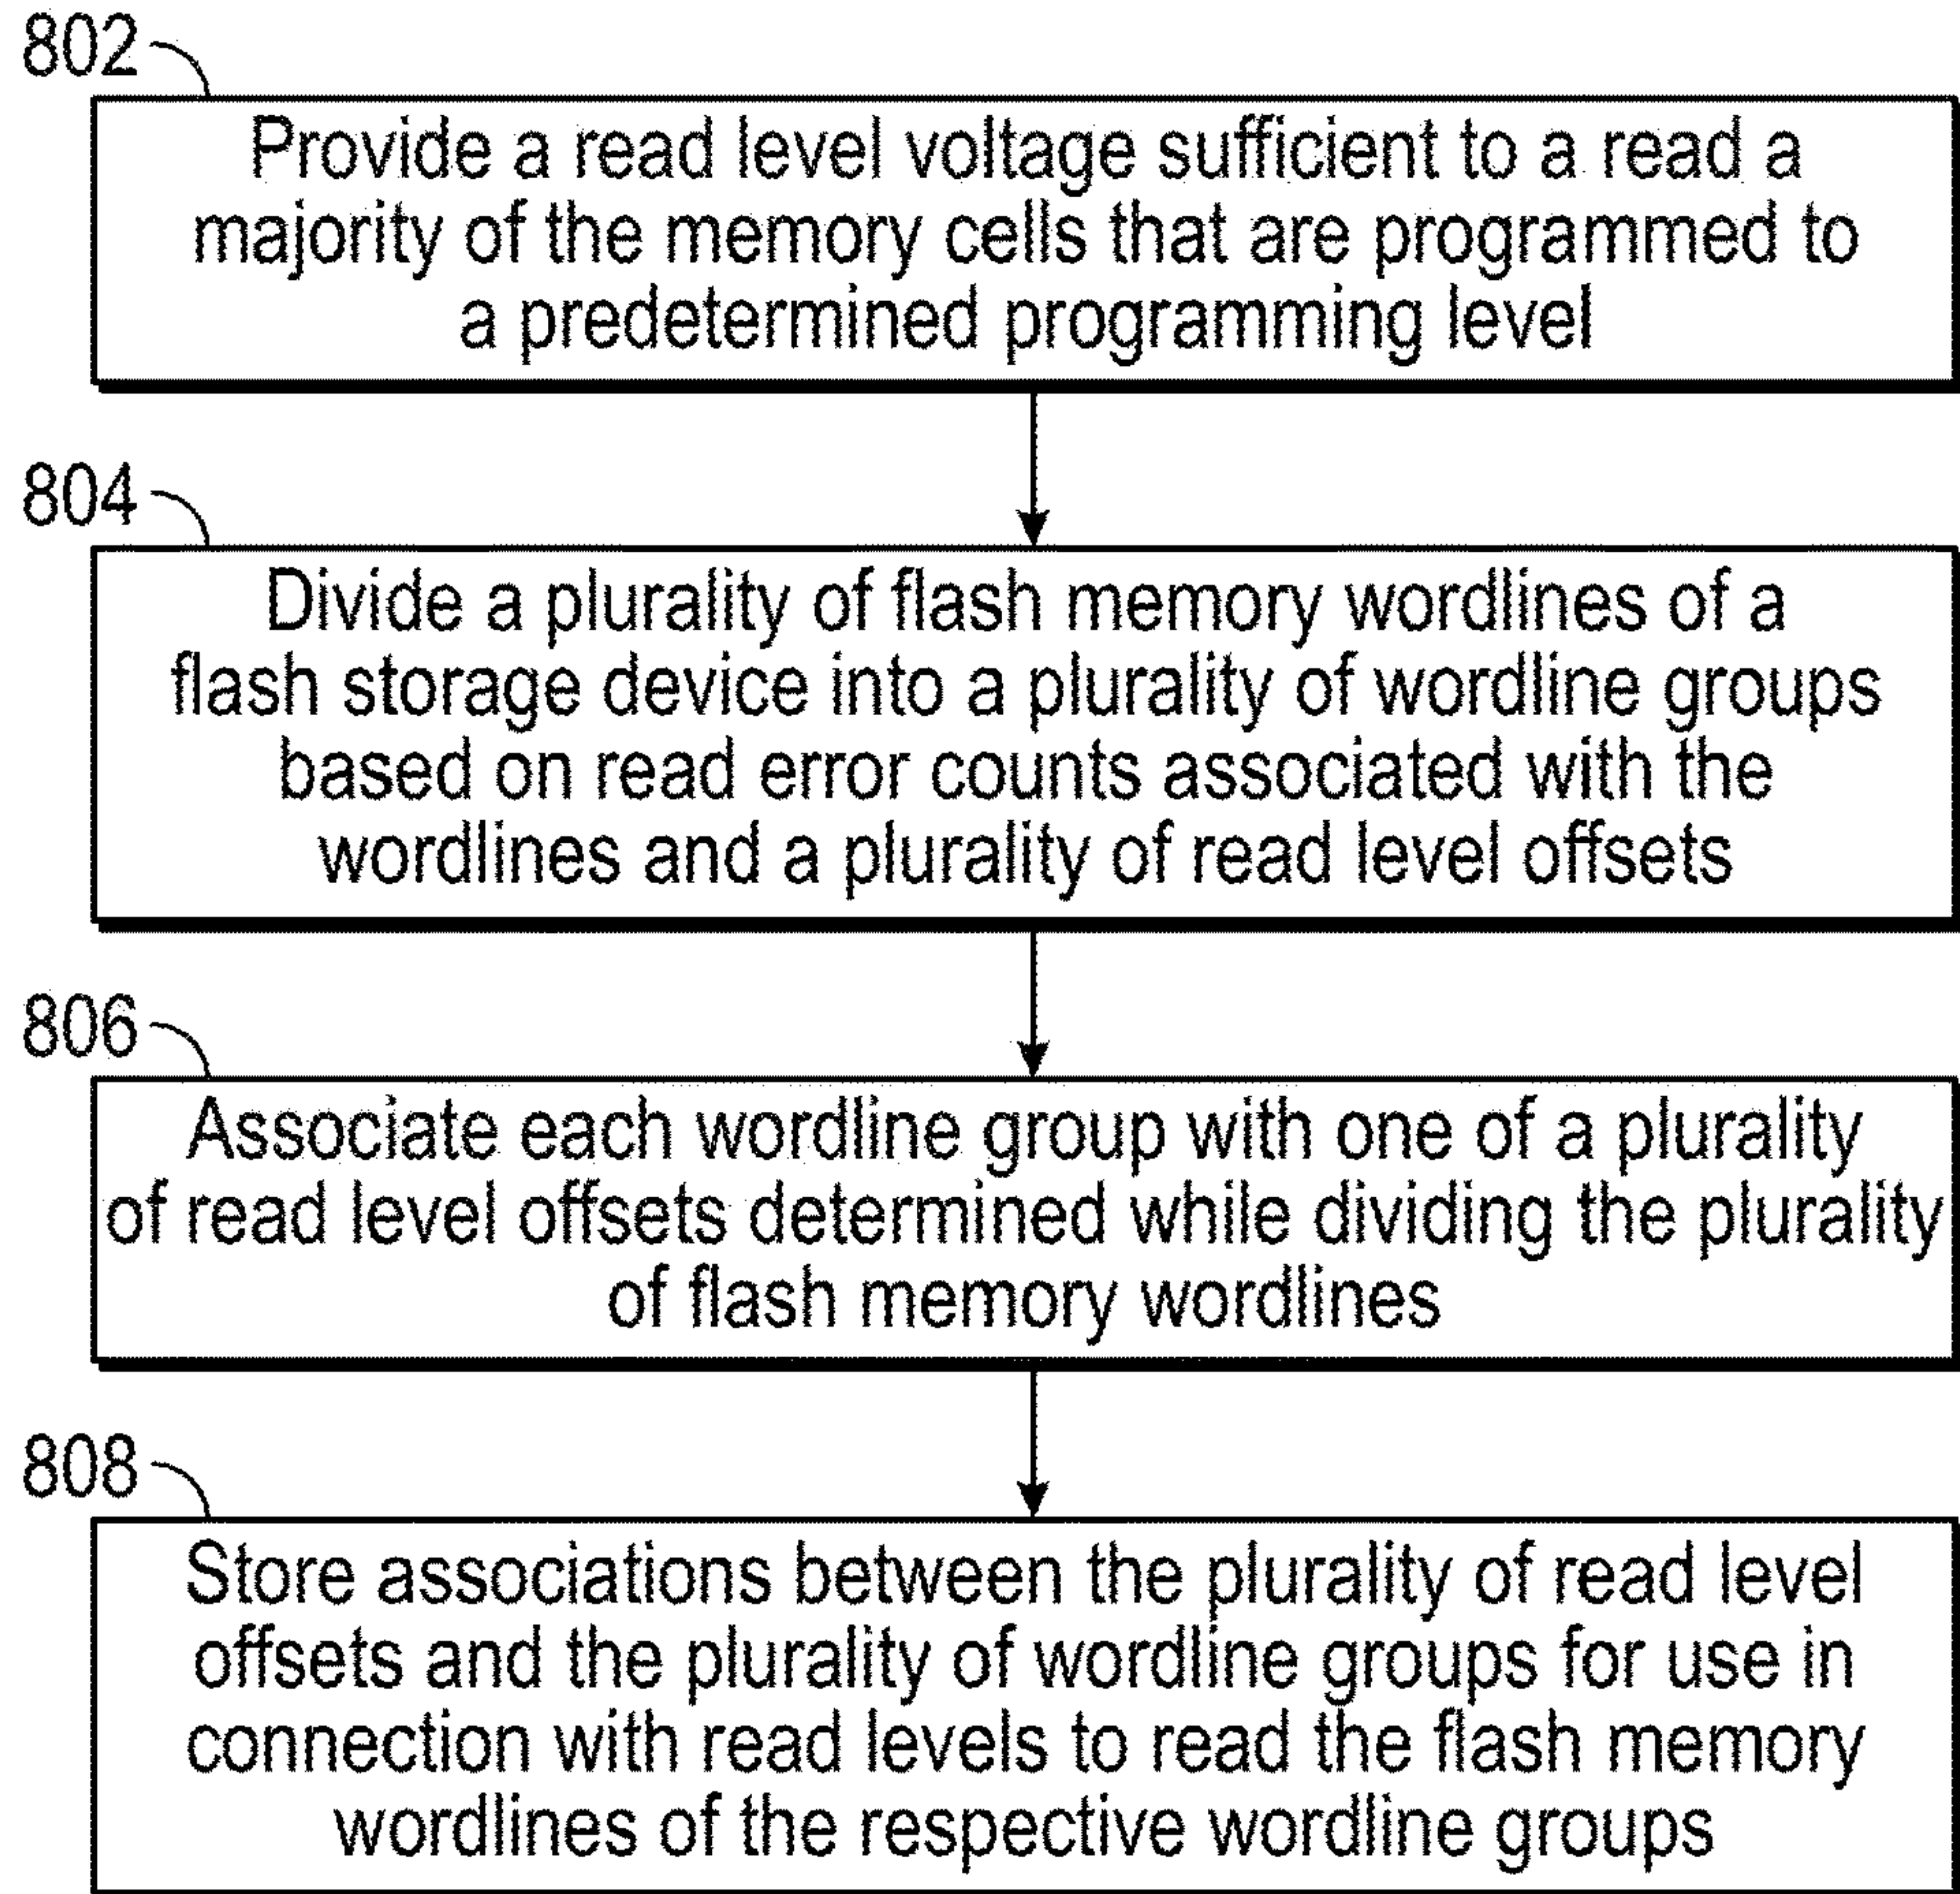 802
Provide a read level voltage sufficient to a read a
majority of the memory cells that are programmed to
a predetermined programming level
804
Divide a plurality of flash memory wordlines of a
flash storage device into a plurality of wordline groups
based on read error counts associated with the
wordlines and a plurality of read level offsets
806
Associate each wordline group with one of a plurality
of read level offsets determined while dividing the plurality
of flash memory wordlines
808
Store associations between the plurality of read level
offsets and the plurality of wordline groups for use in
connection with read levels to read the flash memory
wordlines of the respective wordline groups